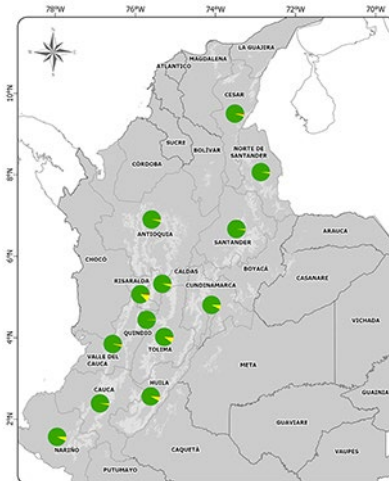 78°W
76°W
74°W
72°W
70°W
LA GUAJIRA
MAGDALENA
ATLANTICO
CESAR
10°N
SUCRE
NORTE DE
SANTANDER
BOLÍVAR
CÓRDOBA
8°N
ANTIOQUIA
SANTANDER
ARAUCA
6°N
CHOCÓ
CALDAS
BOYACÁ
RISARALDA
CUNDINAMARCA
CASANARE
VICHADA
QUINDIO
4°N
TOLIMA
VALLE DEL
CAUCA
META
HUILA
CAUCA
GUAINIA
2°N
GUAVIARE
NARIÑO
CAQUETÁ
VAUPES
PUTUMAYO